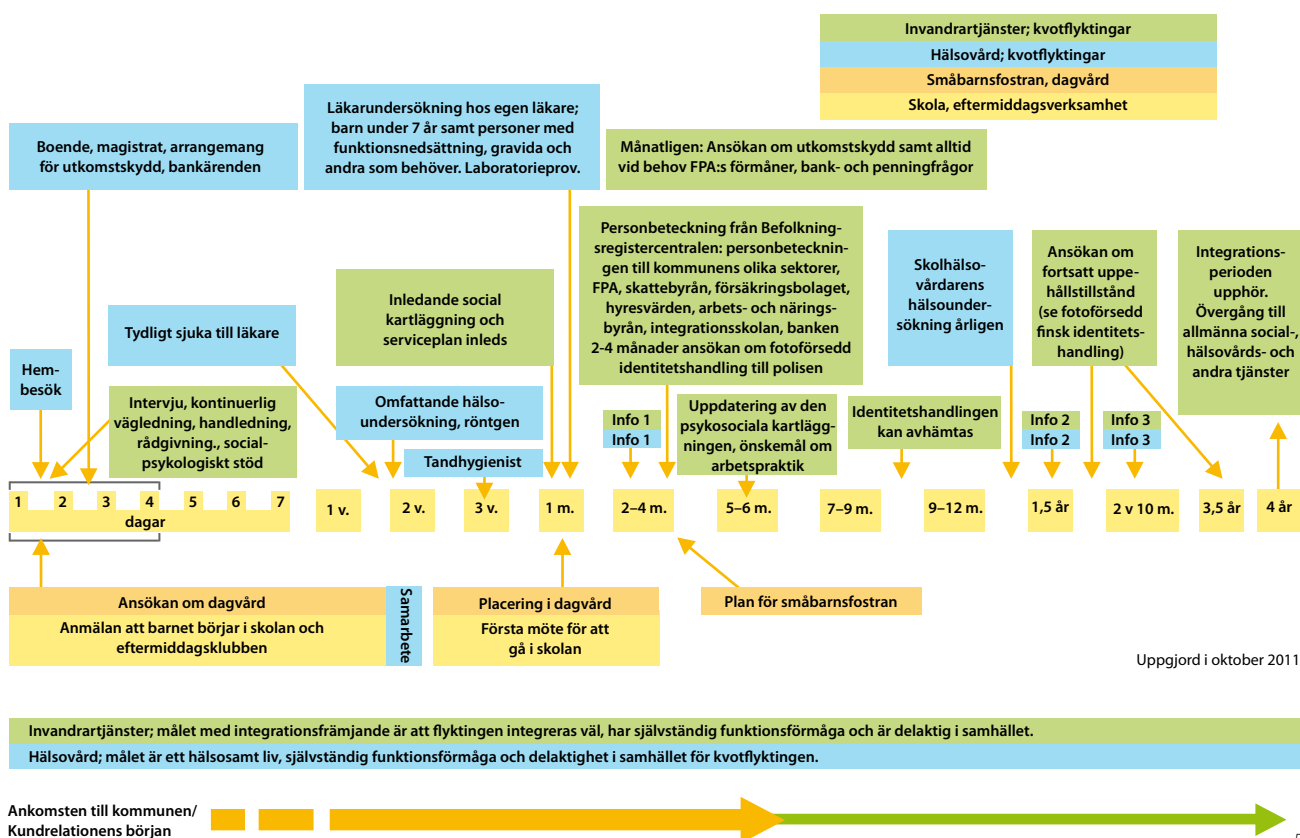 Invandrartjänster; kvotflyktingar
Hälsovård; kvotflyktingar
Småbarnsfostran, dagvård
Skola, eftermiddagsverksamhet
Boende, magistrat, arrangemang
för utkomstskydd, bankärenden
Läkarundersökning hos egen läkare;
barn under 7 år samt personer med
funktionsnedsättning, gravida och
andra som behöver. Laboratorieprov.
Månatligen: Ansökan om utkomstskydd samt alltid
vid behov FPA:s förmåner, bank- och penningfrågor
Hem-
besök
Tydligt sjuka till läkare
Intervju, kontinuerlig
vägledning, handledning,
rådgivning., social-
psykologiskt stöd
Inledande social
kartläggning och
serviceplan inleds
Omfattande hälso-
undersökning, röntgen
Tandhygienist
Personbeteckning från Befolkning-
sregistercentralen: personbetecknin-
gen till kommunens olika sektorer,
FPA, skattebyrån, försäkringsbolaget,
hyresvärden, arbets- och närings-
byrån, integrationsskolan, banken
2-4 månader ansökan om fotoförsedd
identitetshandling till polisen
Info 1
Info 1
Uppdatering av den
psykosociala kartlägg-
ningen, önskemål om
arbetspraktik
Identitetshandlingen
kan avhämtas
Skolhälso-
vårdarens
hälsounder-
sökning årligen
Ansökan om
fortsatt uppe-
hållstillstånd
(se fotoförsedd
finsk identitets-
handling)
Info 2
Info 2
Info 3
Info 3
Integrations-
perioden
upphör.
Övergång till
allmänna social-,
hälsovårds- och
andra tjänster
1 2 3 4 5 6 7
dagar
1 v.
2 v.
3 v.
1 m.
2–4 m.
5–6 m.
7–9 m.
9–12 m.
1,5 år
2 v 10 m.
3,5 år
4 år
Ansökan om dagvård
Anmälan att barnet börjar i skolan och
eftermiddagsklubben
Samarbete
Placering i dagvård
Första möte för att
gå i skolan
Plan för småbarnsfostran
Uppgjord i oktober 2011
Invandrartjänster; målet med integrationsfrämjande är att flyktingen integreras väl, har självständig funktionsförmåga och är delaktig i samhället.
Hälsovård; målet är ett hälsosamt liv, självständig funktionsförmåga och delaktighet i samhället för kvotflyktingen.
Ankomsten till kommunen/
Kundrelationens början